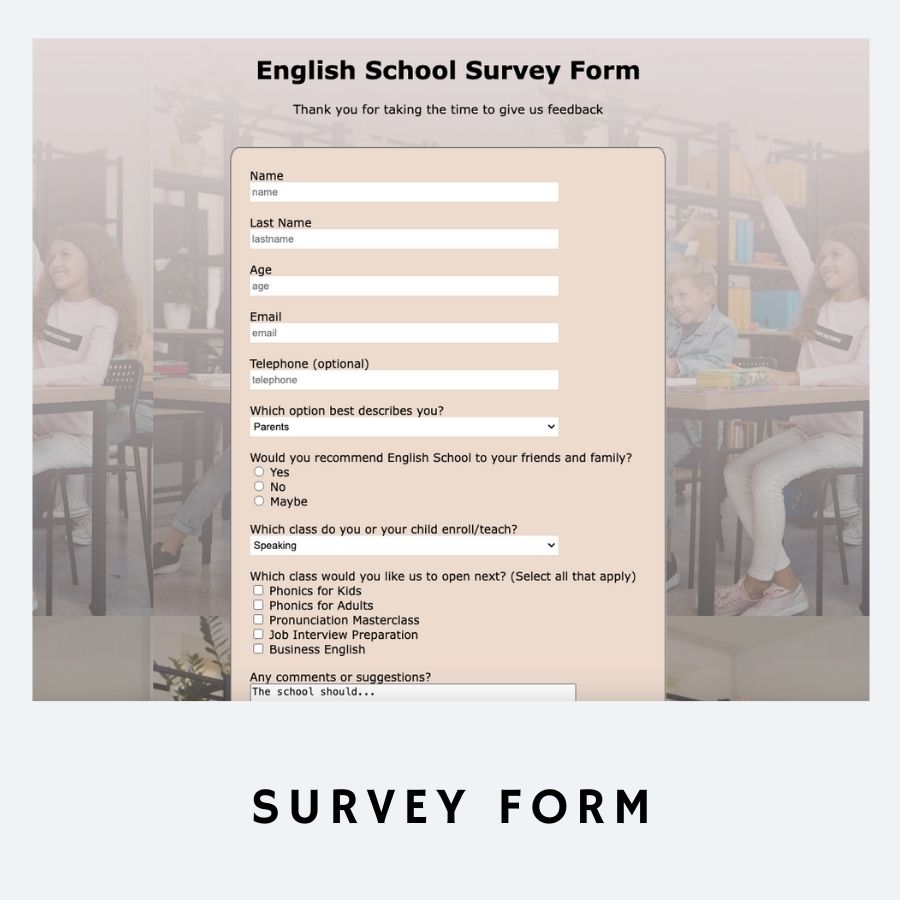 English School Survey Form
Thank you for taking the time to give us feedback
Name
name
Last Name
lastname
Age
age
Email
email
Telephone (optional)
telephone
Which option best describes you?
Parents
Would you recommend English School to your friends and family?
Yes
No
Maybe
Which class do you or your child enroll/teach?
Speaking
Which class would you like us to open next? (Select all that apply)
Phonics for Kids
Phonics for Adults
Pronunciation Masterclass
Job Interview Preparation
Business English
Any comments or suggestions?
The school should...
SURVEY FORM